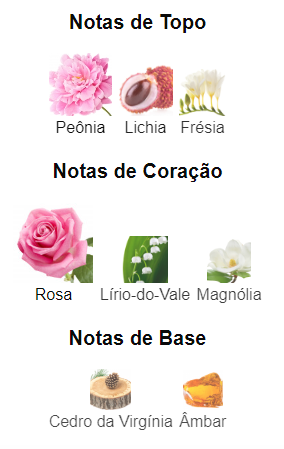 Notas de Topo
Peônia Lichia Frésia
Notas de Coração
Rosa Lírio-do-Vale Magnólia
Notas de Base
Cedro da Virgínia Âmbar